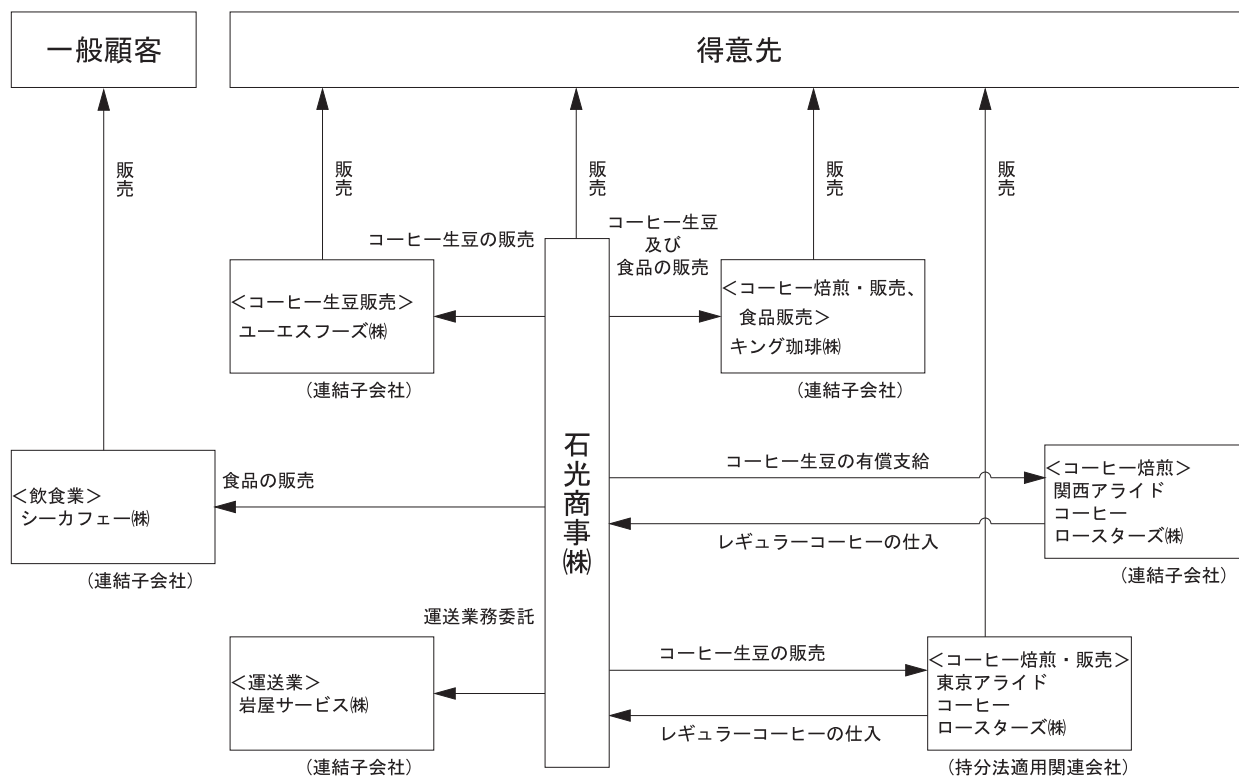 一般顧客
得意先
販売
販売
販売
販売
販売
コーヒー生豆の販売
コーヒー生豆
及び
食品の販売
＜コーヒー生豆販売＞
ユーエスフーズ㈱
（連結子会社）
＜コーヒー焙煎・販売、
食品販売＞
キング珈琲㈱
（連結子会社）
石光商事㈱
食品の販売
＜飲食業＞
シーカフェー㈱
（連結子会社）
コーヒー生豆の有償支給
レギュラーコーヒーの仕入
＜コーヒー焙煎＞
関西アライド
コーヒー
ロースターズ㈱
（連結子会社）
運送業務委託
＜運送業＞
岩屋サービス㈱
（連結子会社）
コーヒー生豆の販売
レギュラーコーヒーの仕入
＜コーヒー焙煎・販売＞
東京アライド
コーヒー
ロースターズ㈱
（持分法適用関連会社）